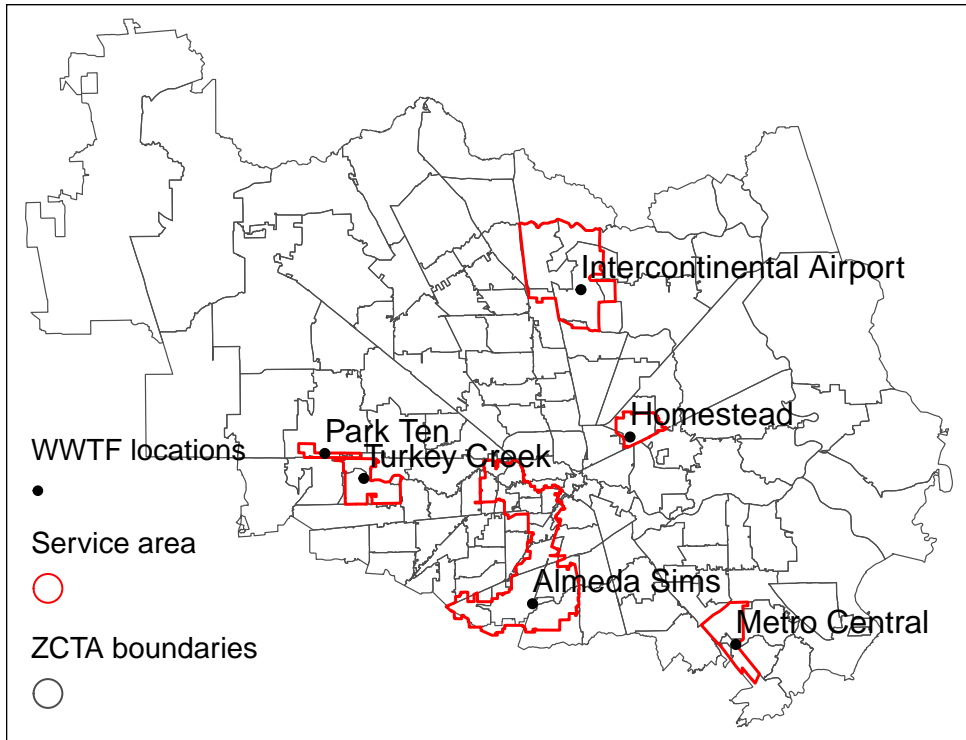 Intercontinental Airport
Homestead
Park Ten
Turkey Creek
WWTF locations
Service area
Almeda Sims
Metro Central
ZCTA boundaries